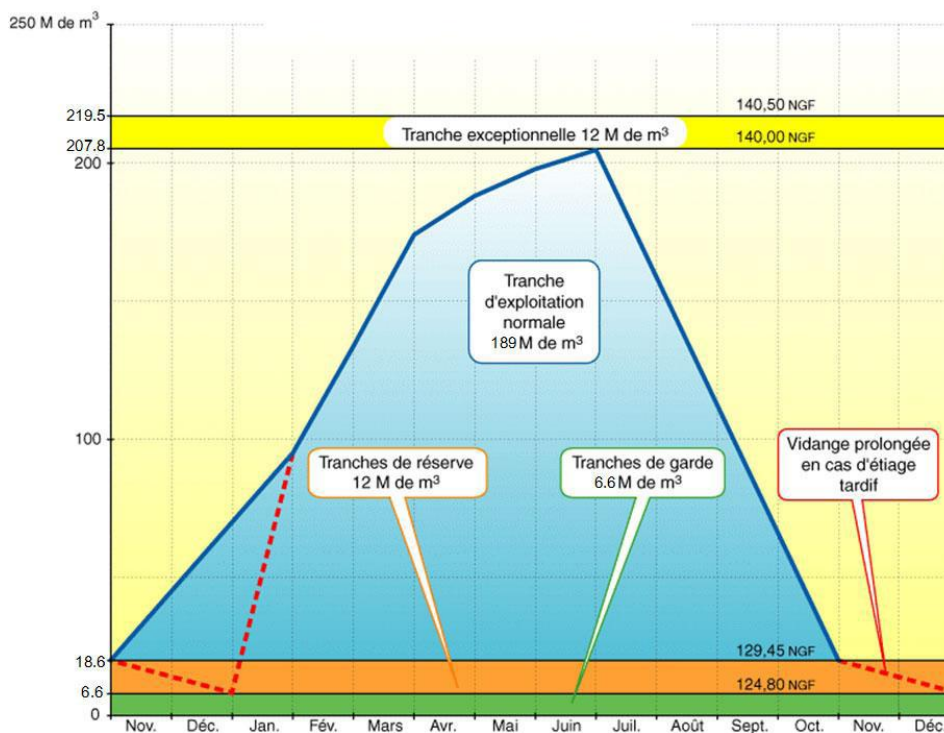 250 M de m³
219.5
140,50 NGF
Tranche exceptionnelle 12 M de m³
207.8
140,00 NGF
200
Tranche
d'exploitation
normale
189 M de m³
100
Tranches de réserve
12 M de m³
Tranches de garde
6.6 M de m³
Vidange prolongée
en cas d'étiage
tardif
18.6
129,45 NGF
6.6
124,80 NGF
0
Nov. Déc. Jan. Fév. Mars Avr. Mai Juin Juil. Août Sept. Oct. Nov. Déc